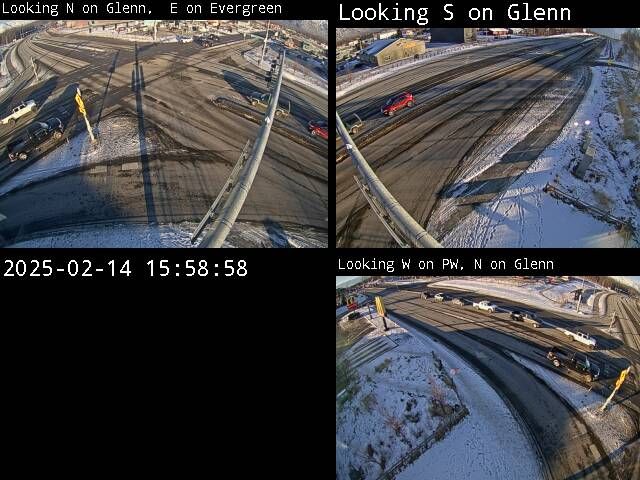 Looking N on Glenn,  E on Evergreen
Looking S on Glenn
2025-02-14 15:58:58
Looking W on PW, N on Glenn